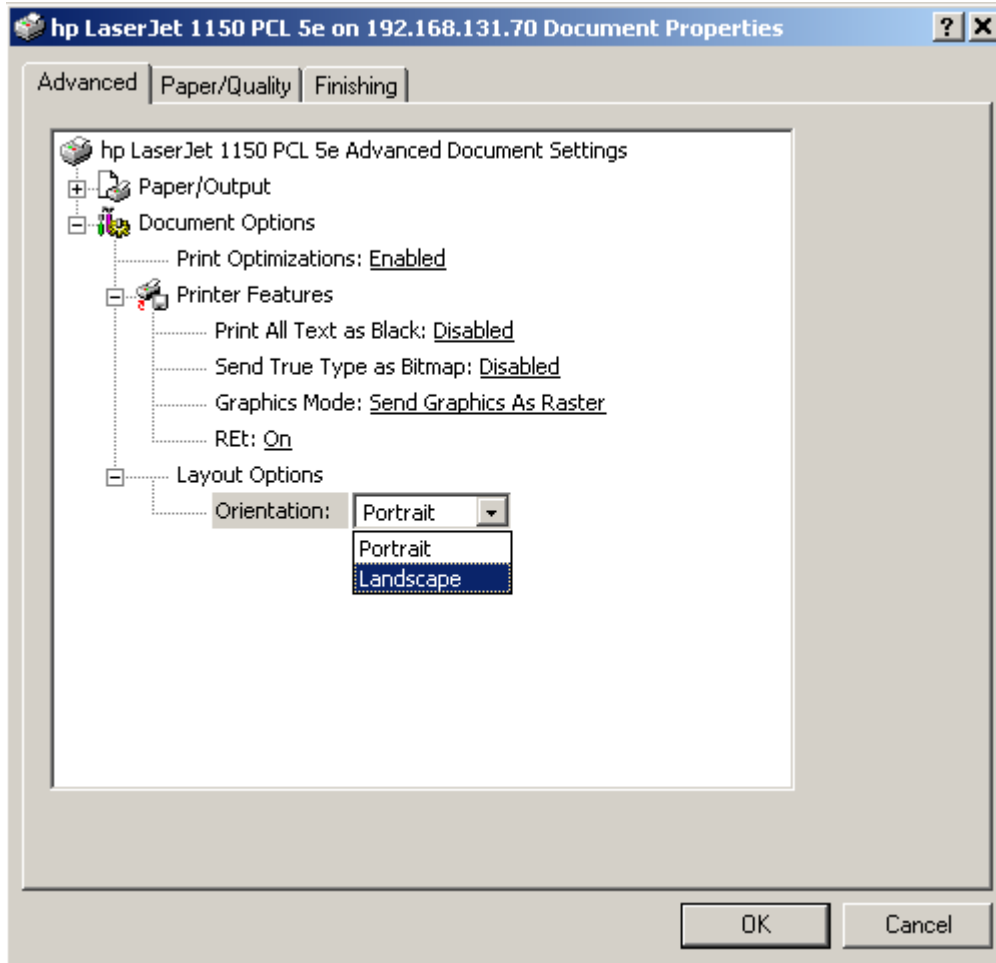 hp LaserJet 1150 PCL 5e on 192.168.131.70 Document Properties
Advanced Paper/Quality Finishing
hp LaserJet 1150 PCL 5e Advanced Document Settings
Paper/Output
Document Options
Print Optimizations: Enabled
Printer Features
Print All Text as Black: Disabled
Send True Type as Bitmap: Disabled
Graphics Mode: Send Graphics As Raster
REt: On
Layout Options
Orientation: Portrait
Portrait
Landscape
OK Cancel